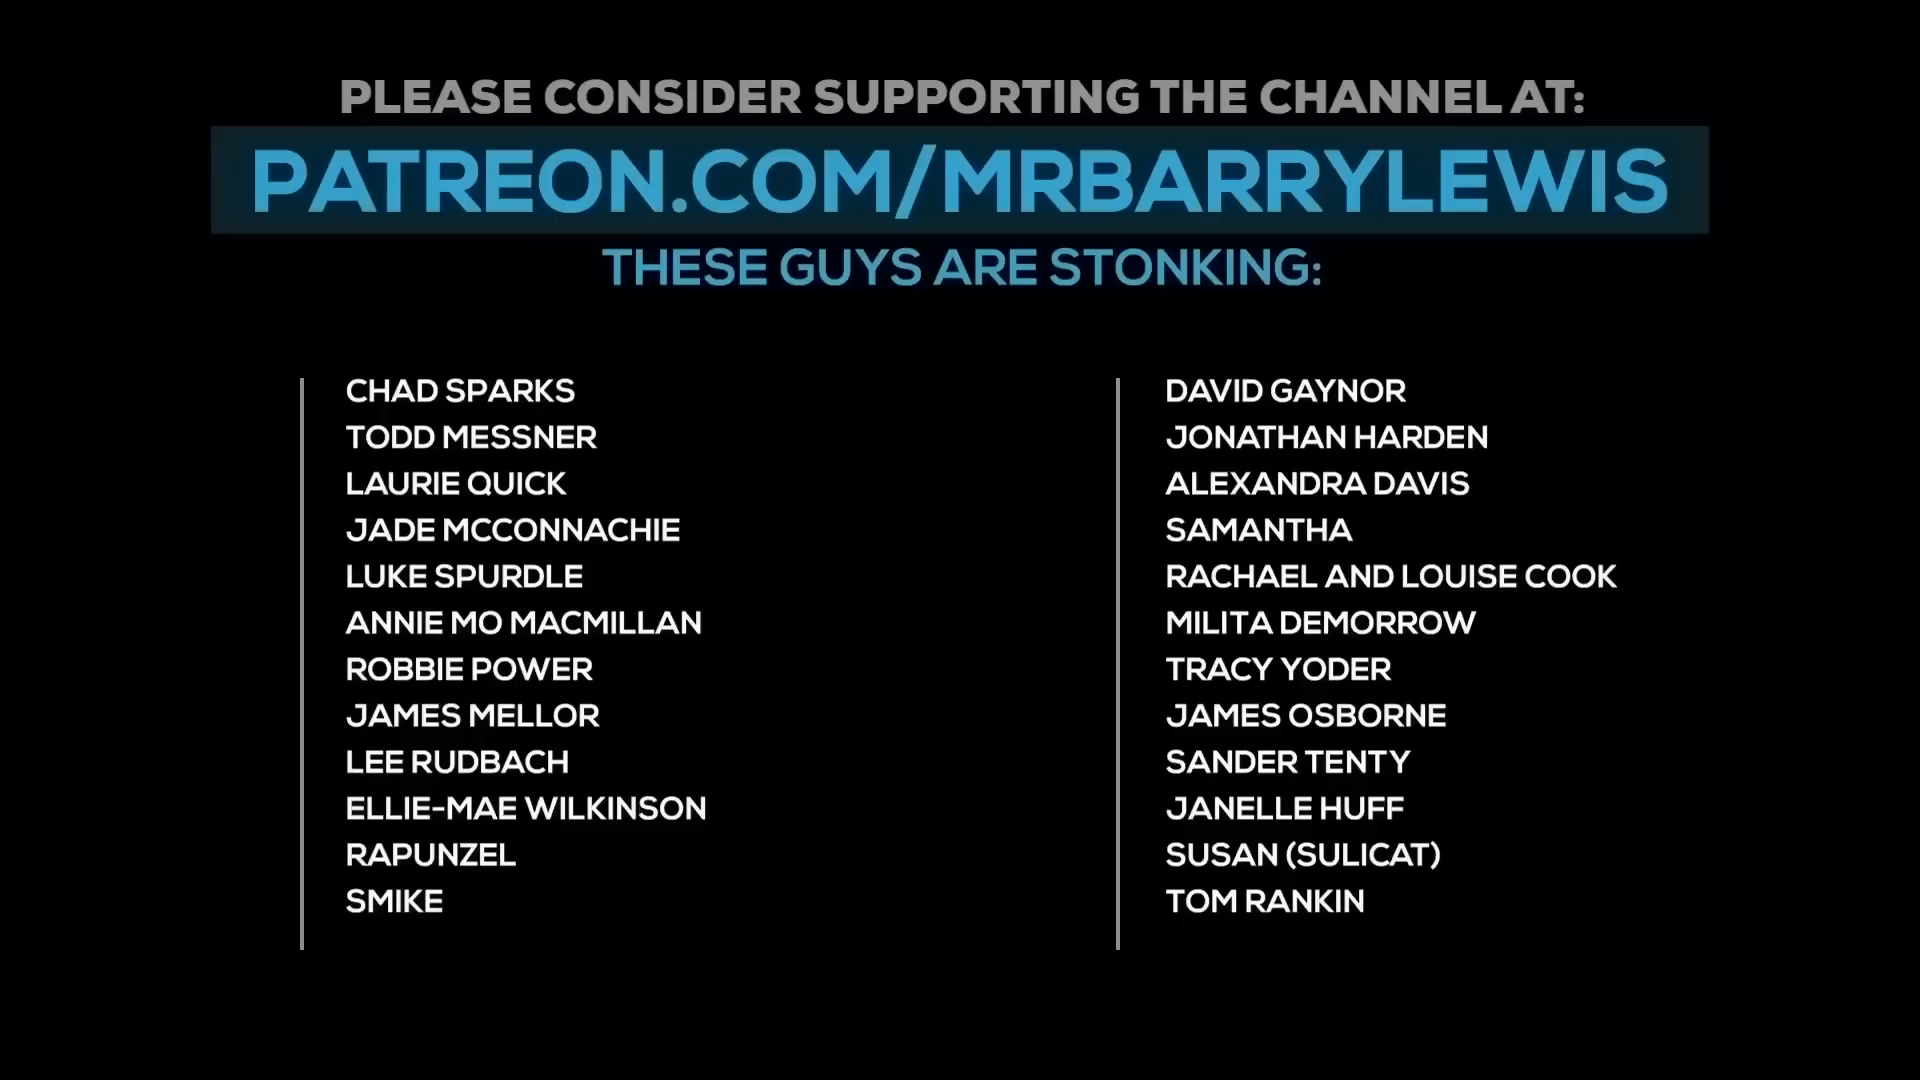 PLEASE CONSIDER SUPPORTING THE CHANNEL AT:
PATREON.COM/MRBARRYLEWIS
THESE GUYS ARE STONKING:
CHAD SPARKS
TODD MESSNER
LAURIE QUICK
JADE MCCONNACHIE
LUKE SPURDLE
ANNIE MO MACMILLAN
ROBBIE POWER
JAMES MELLOR
LEE RUDBACH
ELLIE-MAE WILKINSON
RAPUNZEL
SMIKE
DAVID GAYNOR
JONATHAN HARDEN
ALEXANDRA DAVIS
SAMANTHA
RACHAEL AND LOUISE COOK
MILITA DEMORROW
TRACY YODER
JAMES OSBORNE
SANDER TENTY
JANELLE HUFF
SUSAN (SULICAT)
TOM RANKIN